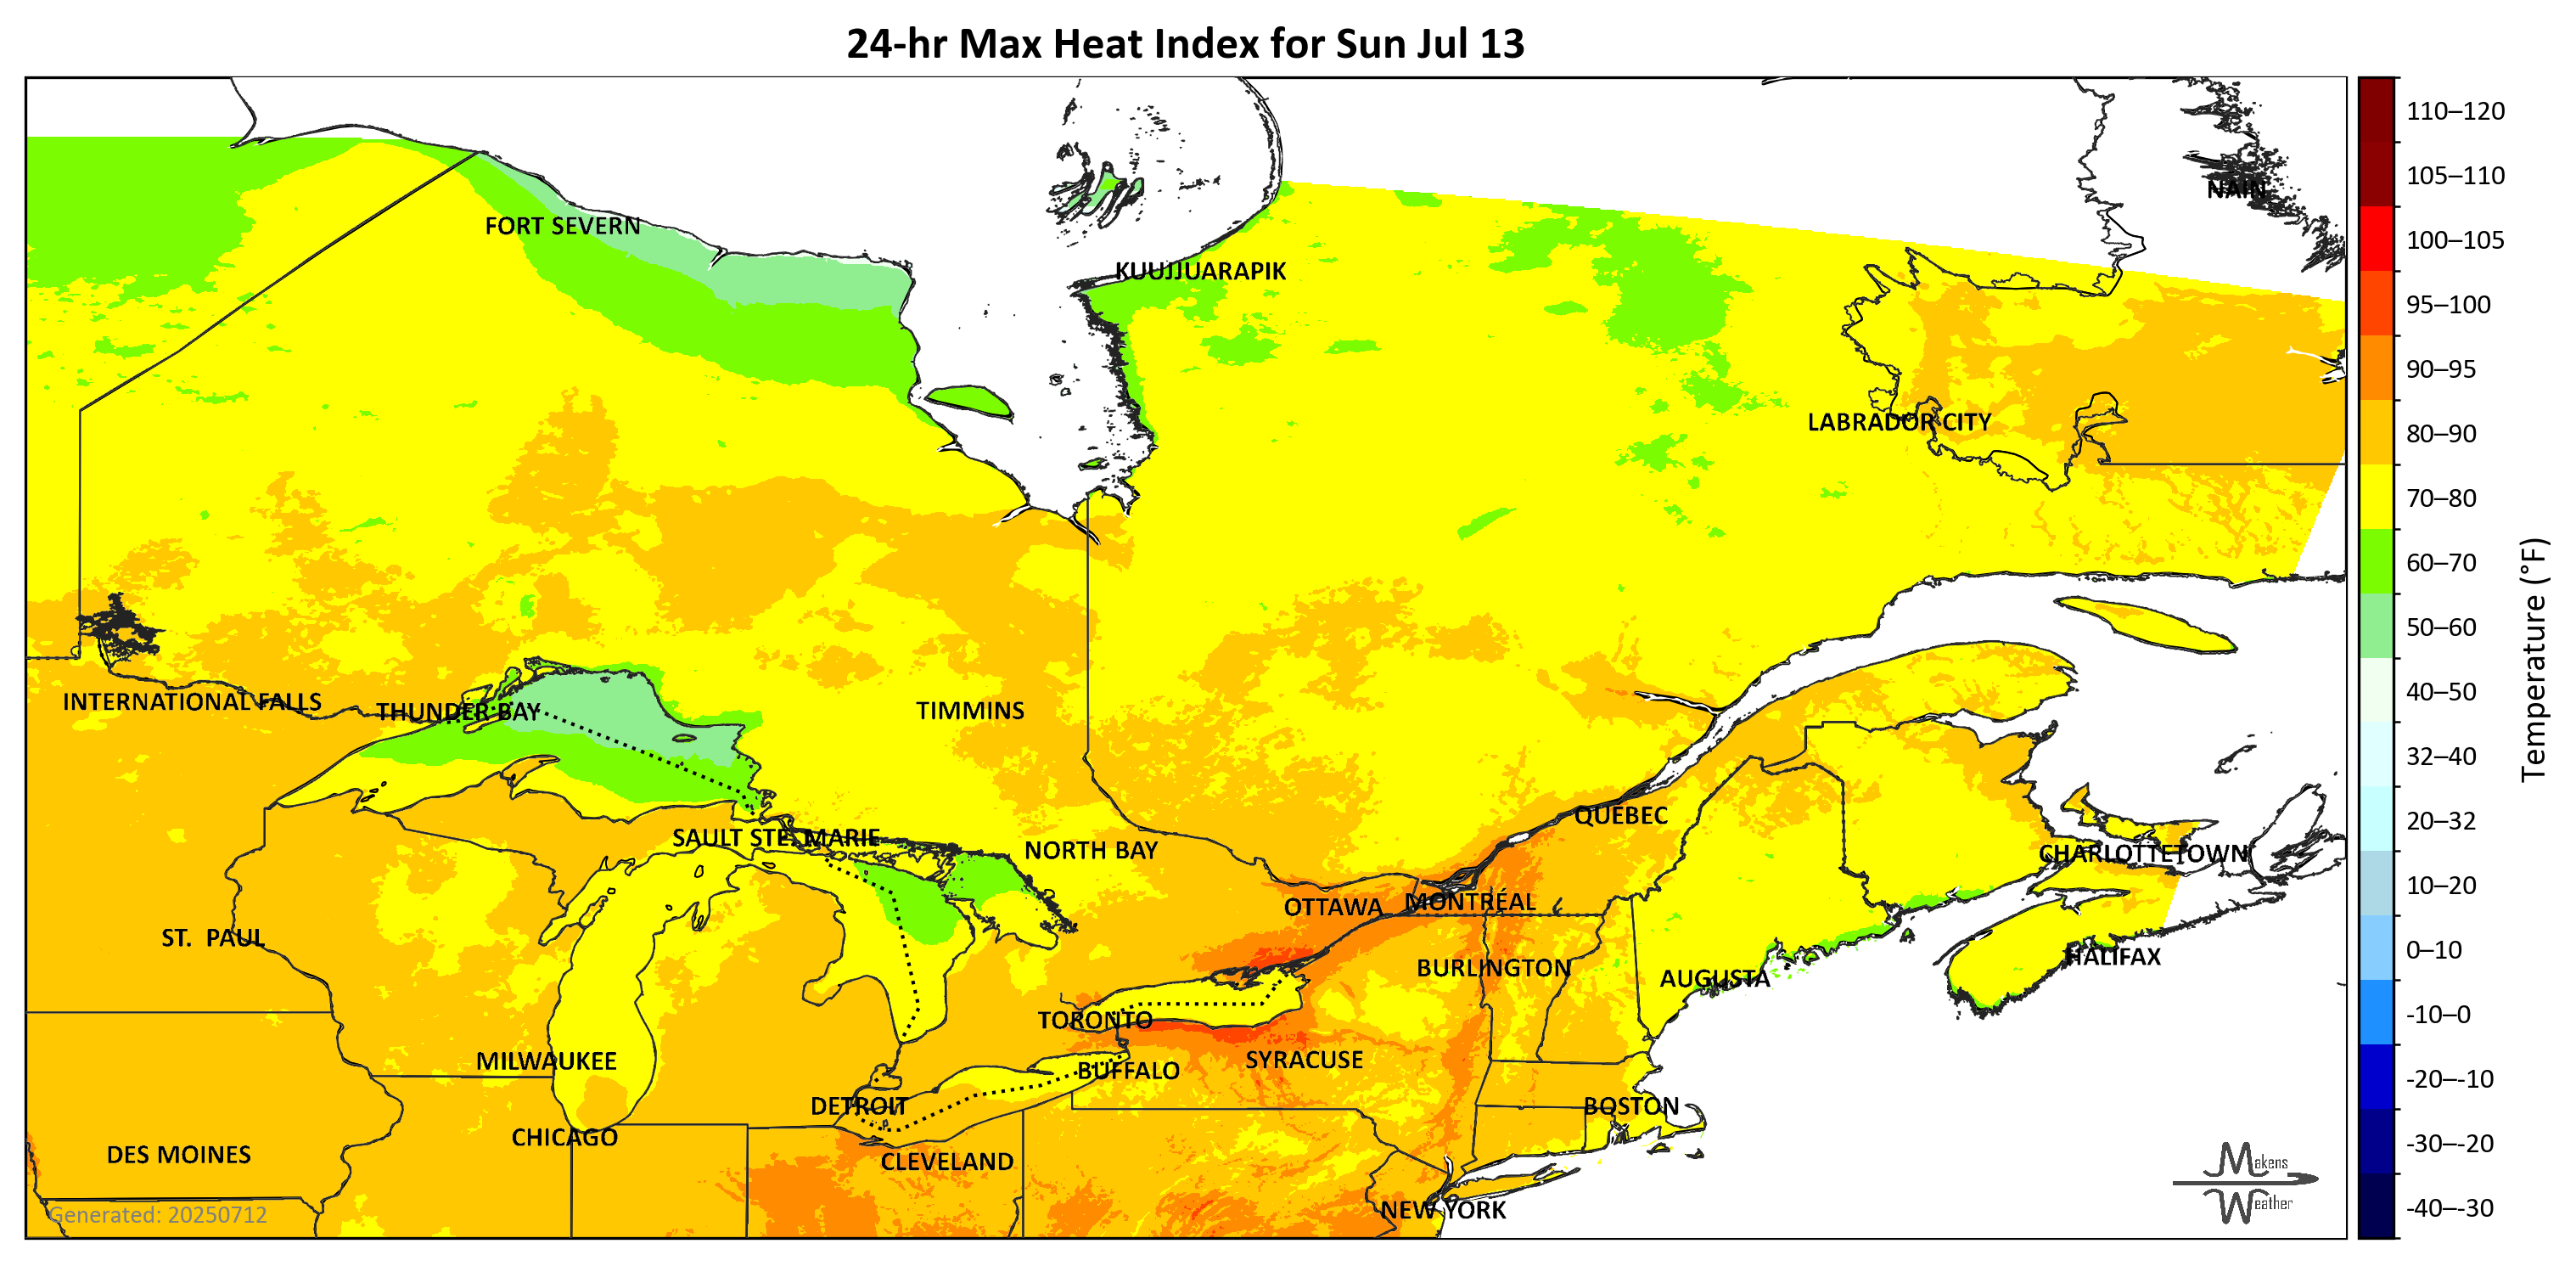 24-hr Max Heat Index for Sun Jul 13
NAIN
FORT SEVERN
KUUJJUARAPIK
LABRADOR CITY
INTERNATIONAL FALLS
THUNDER BAY
TIMMINS
QUEBEC
SAULT STE. MARIE
NORTH BAY
CHARLOTTETOWN
OTTAWA
MONTRÉAL
ST. PAUL
HALIFAX
BURLINGTON
AUGUSTA
TORONTO
MILWAUKEE
SYRACUSE
BUFFALO
DETROIT
BOSTON
CHICAGO
DES MOINES
CLEVELAND
NEW YORK
Generated: 20250712
Makens
Weather
110–120
105–110
100–105
95–100
90–95
80–90
70–80
60–70
50–60
40–50
32–40
20–32
10–20
0–10
-10–0
-20–-10
-30–-20
-40–-30
Temperature (°F)